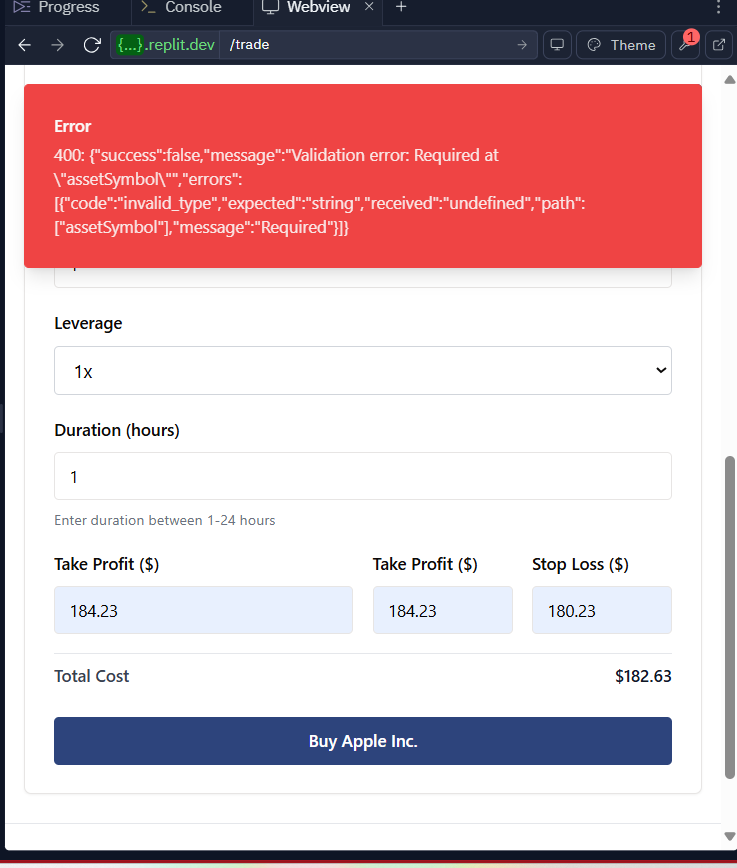 Progress
Console
Webview
{...}.replit.dev
/trade
Theme
1
Error
400: {"success":false,"message":"Validation error: Required at
\"assetSymbol\"","errors":
[{"code":"invalid_type","expected":"string","received":"undefined","path":
["assetSymbol"],"message":"Required"}]}
Leverage
1x
Duration (hours)
1
Enter duration between 1-24 hours
Take Profit ($) Take Profit ($) Stop Loss ($)
184.23 184.23 180.23
Total Cost $182.63
Buy Apple Inc.